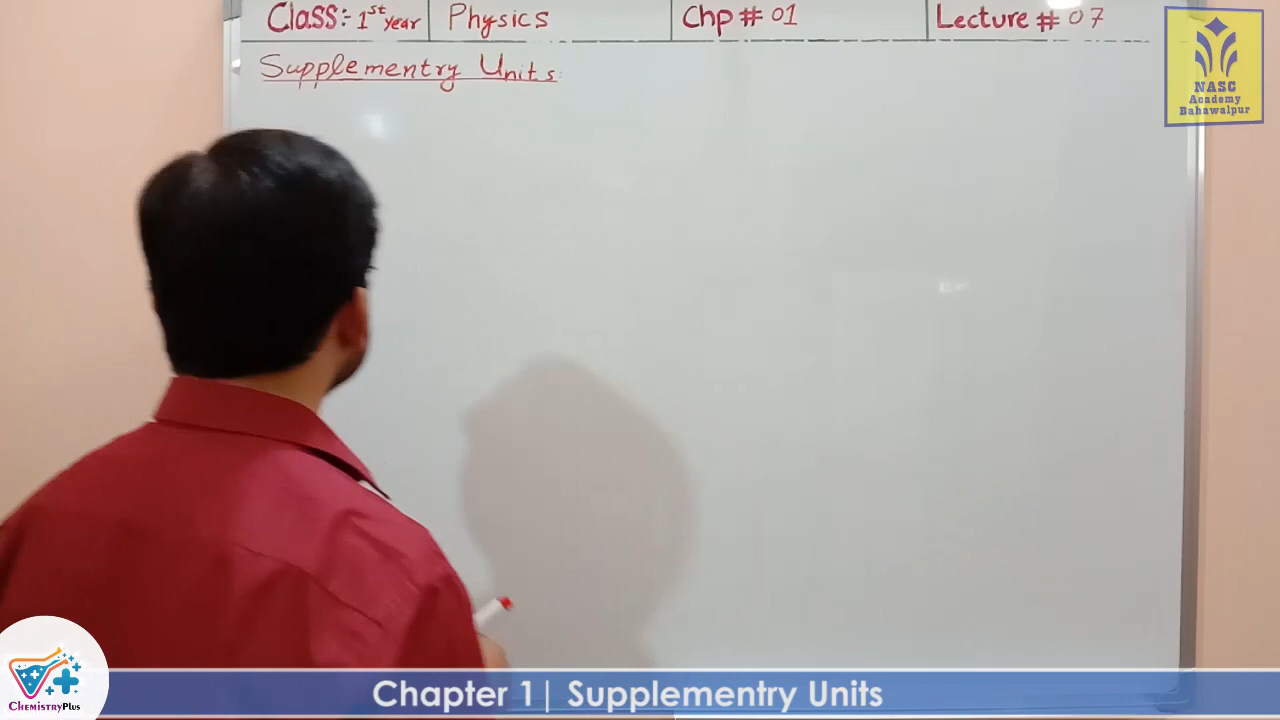 Class:- 1st year Physics Chp # 01 Lecture # 07
Supplementry Units:
NASC
Academy
Bahawalpur
Chapter 1| Supplementry Units
ChemistryPlus